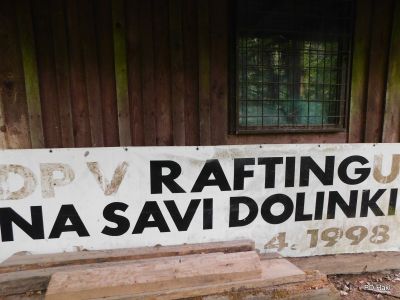 DP V RAFTINGU
NA SAVI DOLINKI
4. 1998